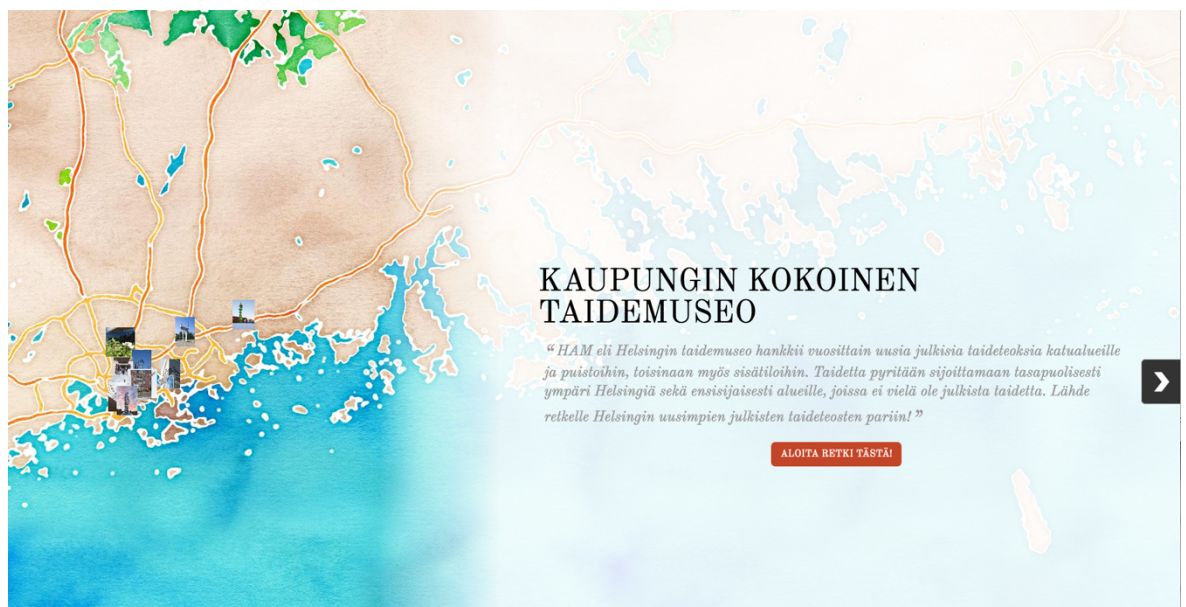 KAUPUNGIN KOKOINEN
TAIDEMUSEO
“ HAM eli Helsingin taidemuseo hankkii vuosittain uusia julkisia taideteoksia katualueille
ja puistoihin, toisinaan myös sisätiloihin. Taidetta pyritään sijoittamaan tasapuolisesti
ympäri Helsingiä sekä ensisijaisesti alueille, joissa ei vielä ole julkista taidetta. Lähde
retkelle Helsingin uusimpien julkisten taideteosten pariin! ”
ALOITA RETKI TÄSTÄ!